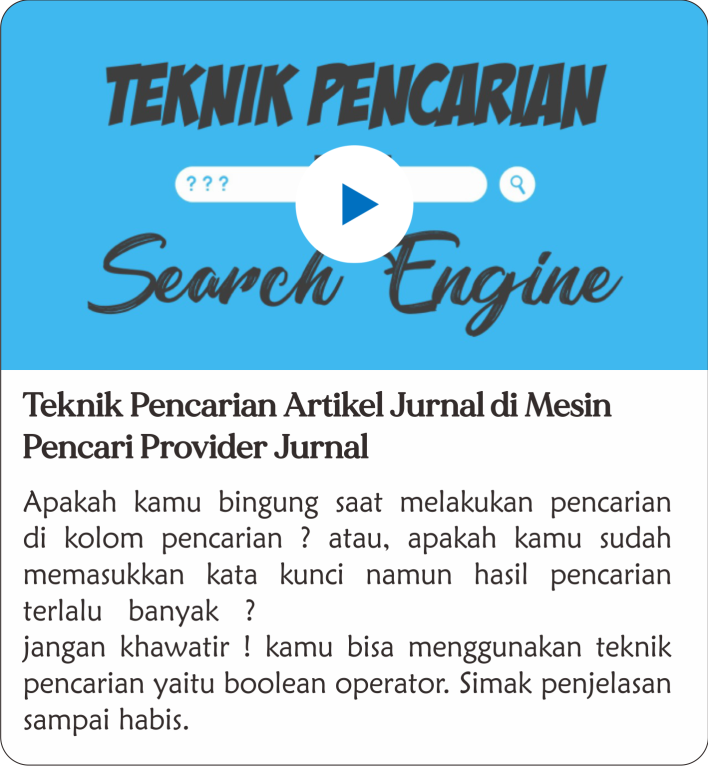 TEKNIK PENCARIAN
???
Search Engine
Teknik Pencarian Artikel Jurnal di Mesin
Pencari Provider Jurnal
Apakah kamu bingung saat melakukan pencarian
di kolom pencarian ? atau, apakah kamu sudah
memasukkan kata kunci namun hasil pencarian
terlalu banyak ?
jangan khawatir ! kamu bisa menggunakan teknik
pencarian yaitu boolean operator. Simak penjelasan
sampai habis.